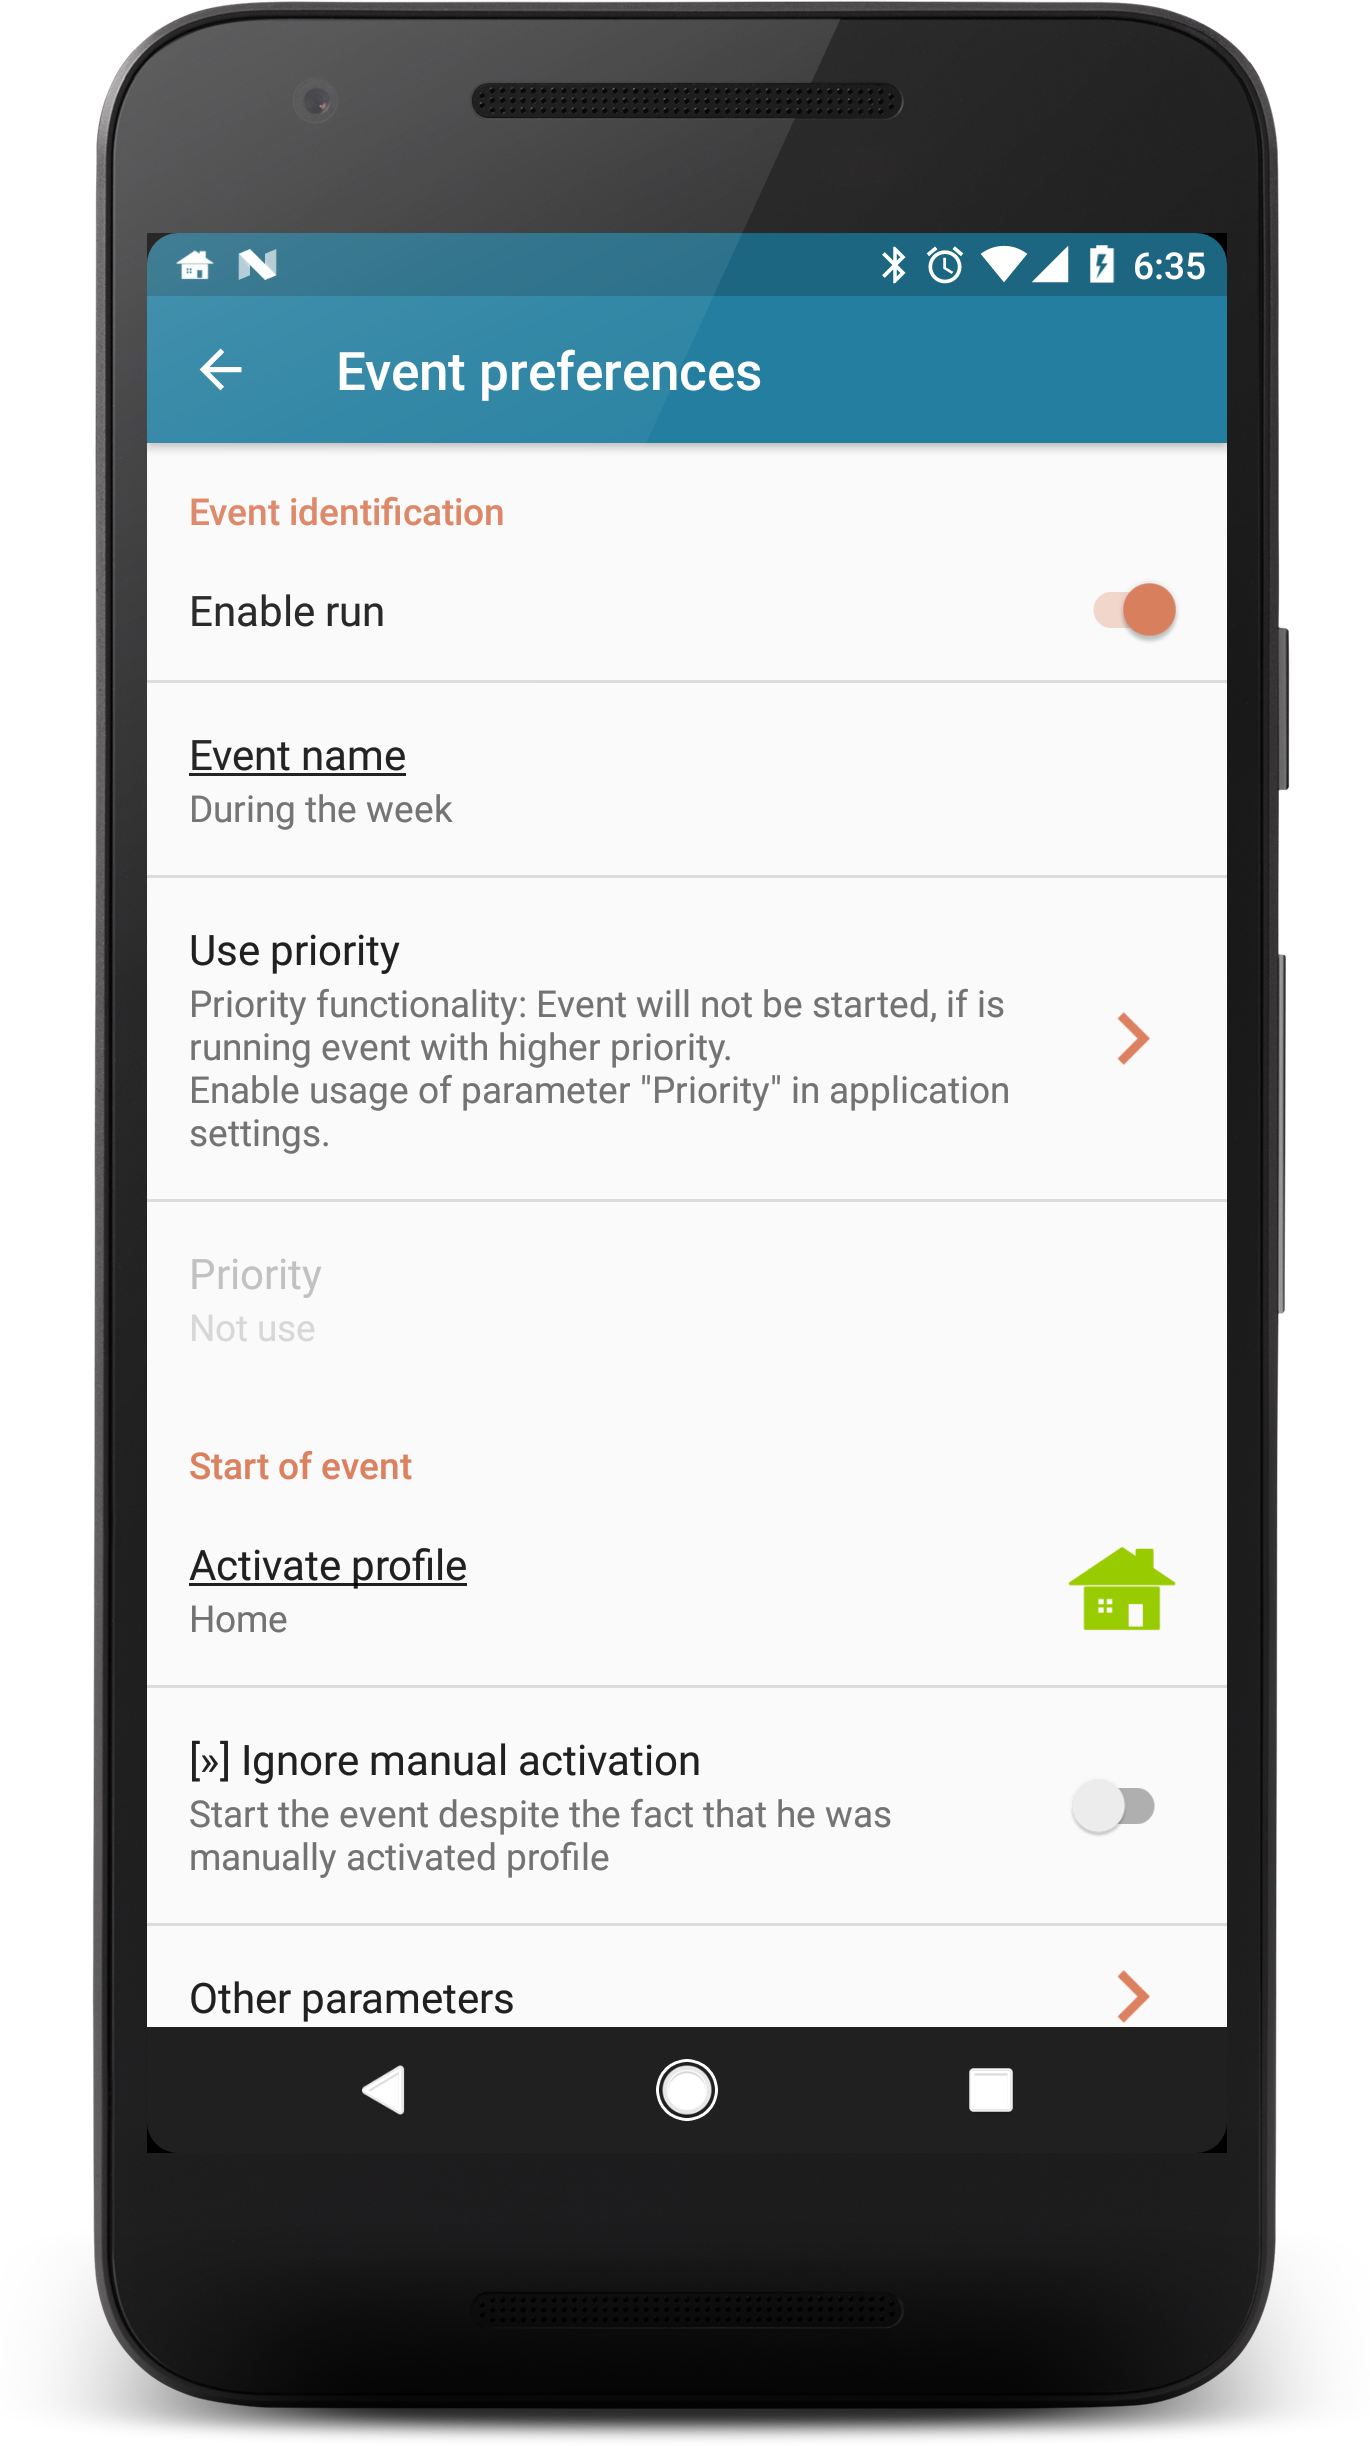 6:35
Event preferences
Event identification
Enable run
Event name
During the week
Use priority
Priority functionality: Event will not be started, if is
running event with higher priority.
Enable usage of parameter "Priority" in application
settings.
Priority
Not use
Start of event
Activate profile
Home
[»] Ignore manual activation
Start the event despite the fact that he was
manually activated profile
Other parameters